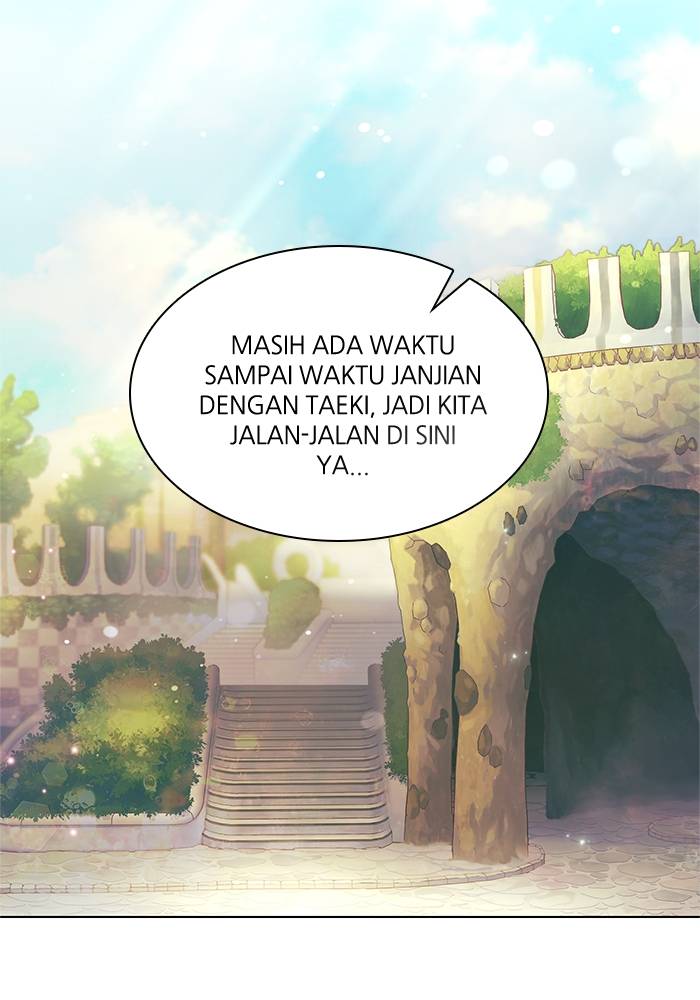 MASIH ADA WAKTU
SAMPAI WAKTU JANJIAN
DENGAN TAEKI, JADI KITA
JALAN-JALAN DI SINI
YA...